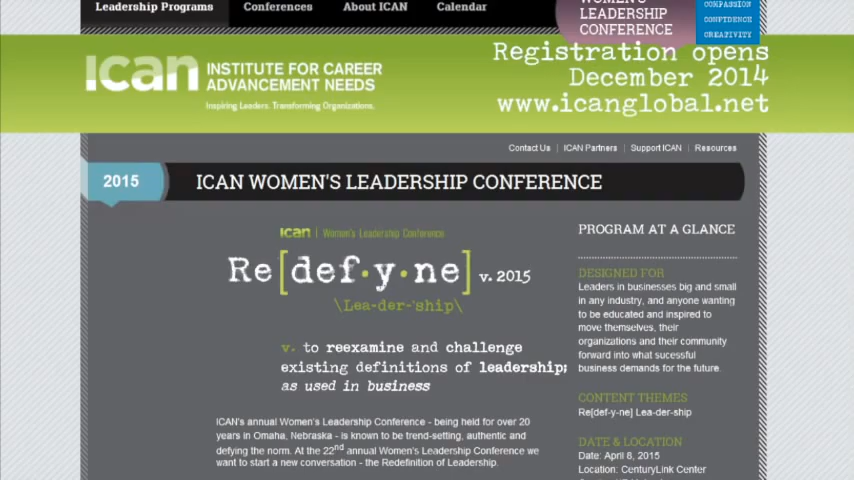 Leadership Programs Conferences About ICAN Calendar
WOMEN'S
LEADERSHIP
CONFERENCE
COMPASSION
CONFIDENCE
CREATIVITY
Registration opens
December 2014
www.icanglobal.net
ican INSTITUTE FOR CAREER
ADVANCEMENT NEEDS
Inspiring Leaders. Transforming Organizations.
Contact Us | ICAN Partners | Support ICAN | Resources
2015 ICAN WOMEN'S LEADERSHIP CONFERENCE
ican | Women's Leadership Conference
Re[def·y·ne] v. 2015
\Lea-der-'ship\
v. to reexamine and challenge
existing definitions of leadership;
as used in business
ICAN's annual Women's Leadership Conference - being held for over 20
years in Omaha, Nebraska - is known to be trend-setting, authentic and
defying the norm. At the 22nd annual Women's Leadership Conference we
want to start a new conversation - the Redefinition of Leadership.
PROGRAM AT A GLANCE
DESIGNED FOR
Leaders in businesses big and small
in any industry, and anyone wanting
to be educated and inspired to
move themselves, their
organizations and their community
forward into what sucessful
business demands for the future.
CONTENT THEMES
Re[def-y-ne] Lea-der-ship
DATE & LOCATION
Date: April 8, 2015
Location: CenturyLink Center